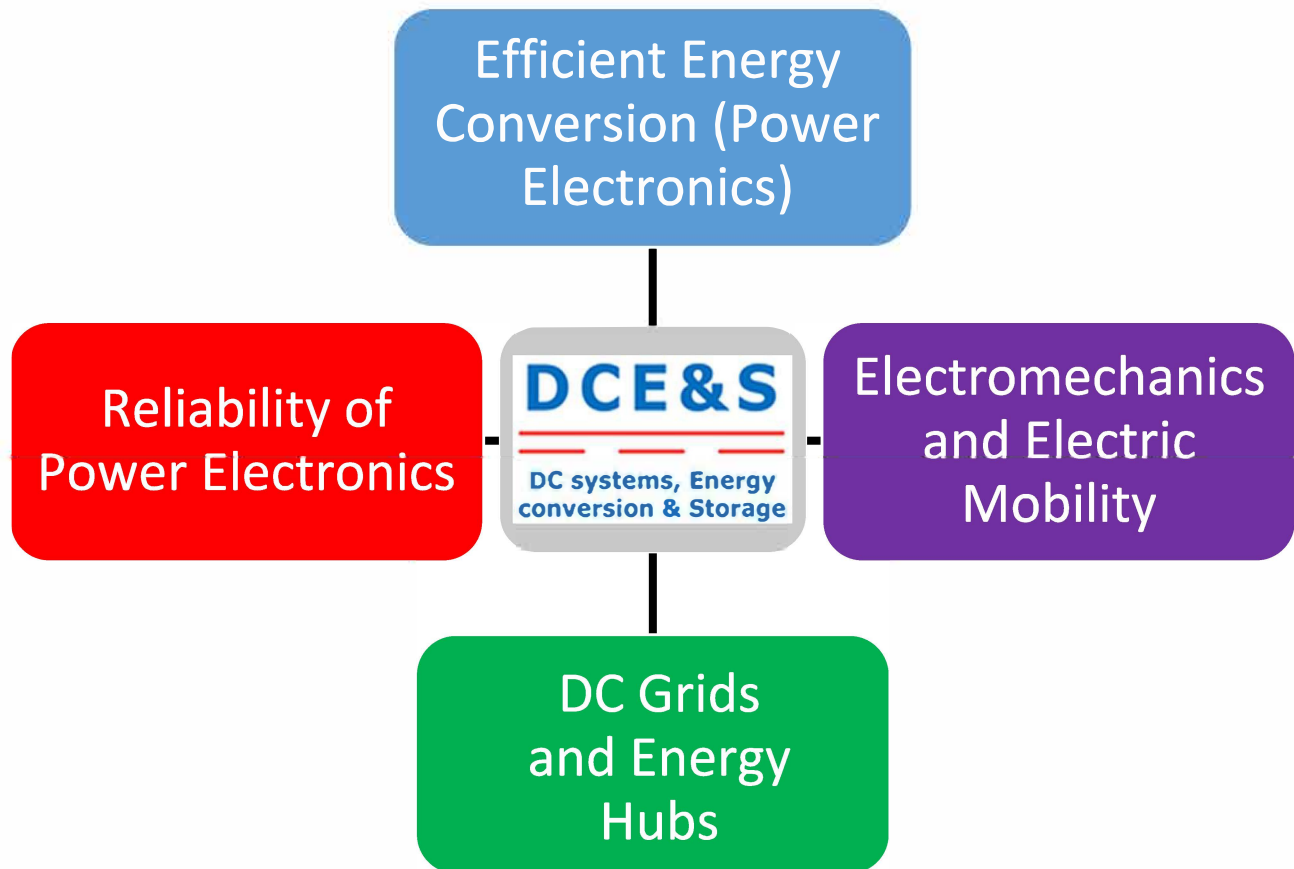 Efficient Energy
Conversion (Power
Electronics)
Reliability of
Power Electronics
DCE&S
DC systems, Energy
conversion & Storage
Electromechanics
and Electric
Mobility
DC Grids
and Energy
Hubs